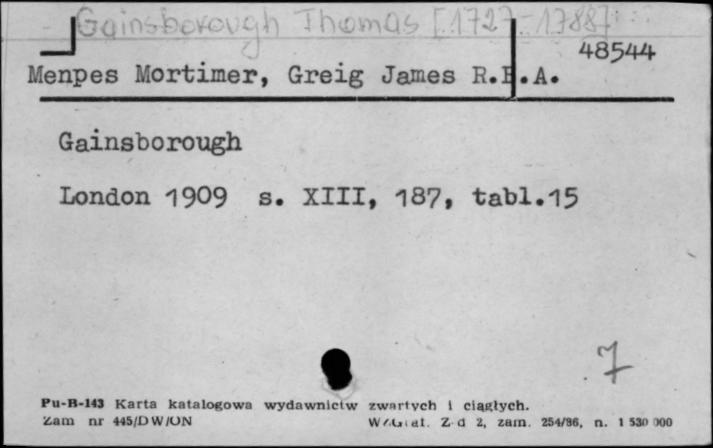 Gainsborough Thomas [1727-1788]
48544
Menpes Mortimer, Greig James R.B.A.
Gainsborough
London 1909 s. XIII, 187, tabl.15
7
Pu-B-143 Karta katalogowa wydawnictw zwartych i ciągłych.
Zam nr 445/DW/ON Z-d 2, zam. 254/86, n. 1 530 000